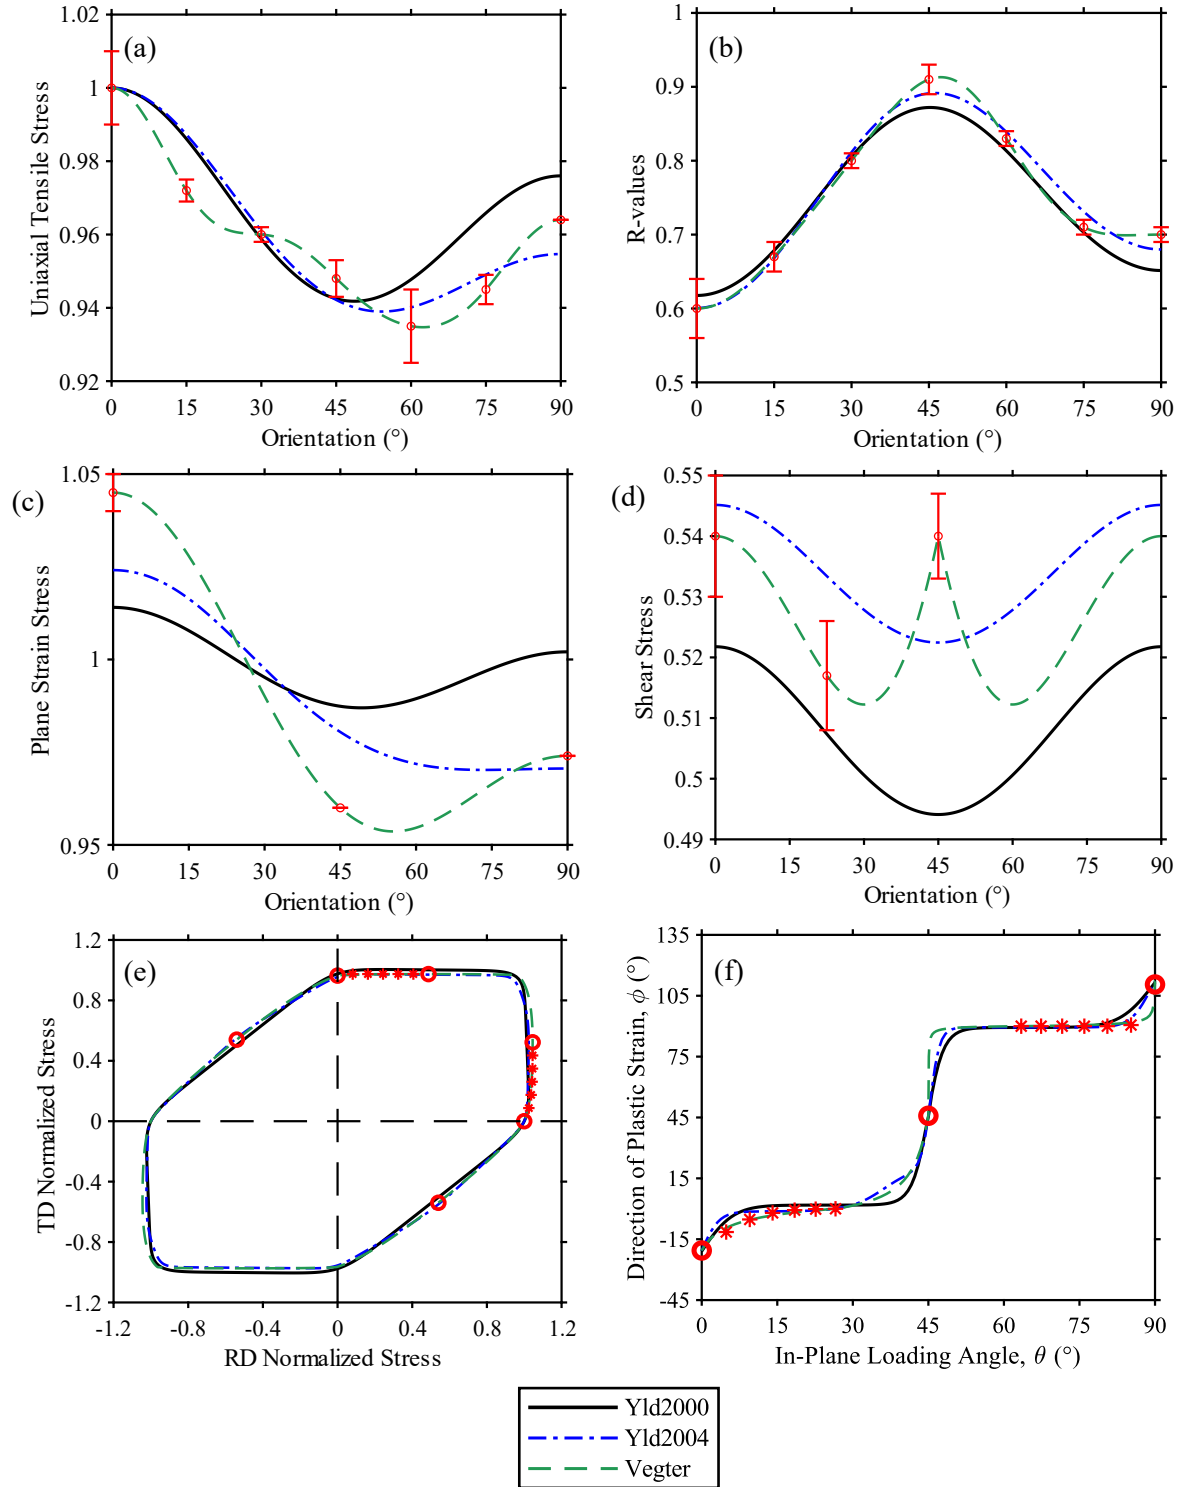 (a)
Uniaxial Tensile Stress
1.02
1
0.98
0.96
0.94
0.92
0 15 30 45 60 75 90
Orientation (°)
(b)
R-values
1
0.9
0.8
0.7
0.6
0.5
0 15 30 45 60 75 90
Orientation (°)
(c)
Plane Strain Stress
1.05
1
0.95
0 15 30 45 60 75 90
Orientation (°)
(d)
Shear Stress
0.55
0.54
0.53
0.52
0.51
0.5
0.49
0 15 30 45 60 75 90
Orientation (°)
(e)
TD Normalized Stress
1.2
0.8
0.4
0
-0.4
-0.8
-1.2
-1.2 -0.8 -0.4 0 0.4 0.8 1.2
RD Normalized Stress
(f)
Direction of Plastic Strain, ϕ (°)
135
105
75
45
15
-15
-45
0 15 30 45 60 75 90
In-Plane Loading Angle, θ (°)
Yld2000
Yld2004
Vegter